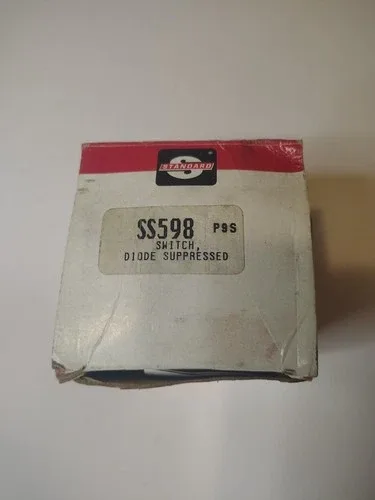 STANDARD
SS598 P9S
SWITCH,
DIODE SUPPRESSED